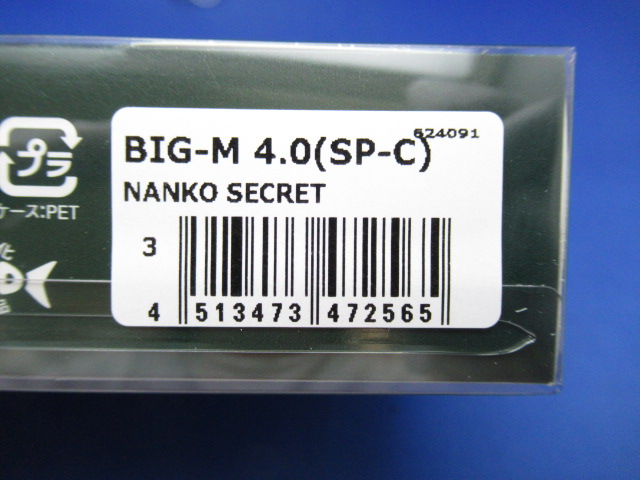 624091
BIG-M 4.0(SP-C)
NANKO SECRET
3
4 513473 472565
プラ
ケース:PET